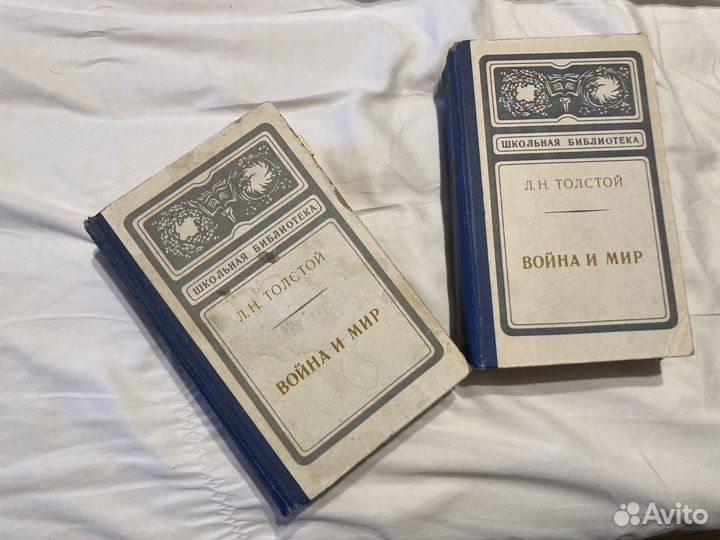 ШКОЛЬНАЯ БИБЛИОТЕКА
Л.Н. ТОЛСТОЙ
ВОЙНА И МИР
ШКОЛЬНАЯ БИБЛИОТЕКА
Л.Н. ТОЛСТОЙ
ВОЙНА И МИР
Avito